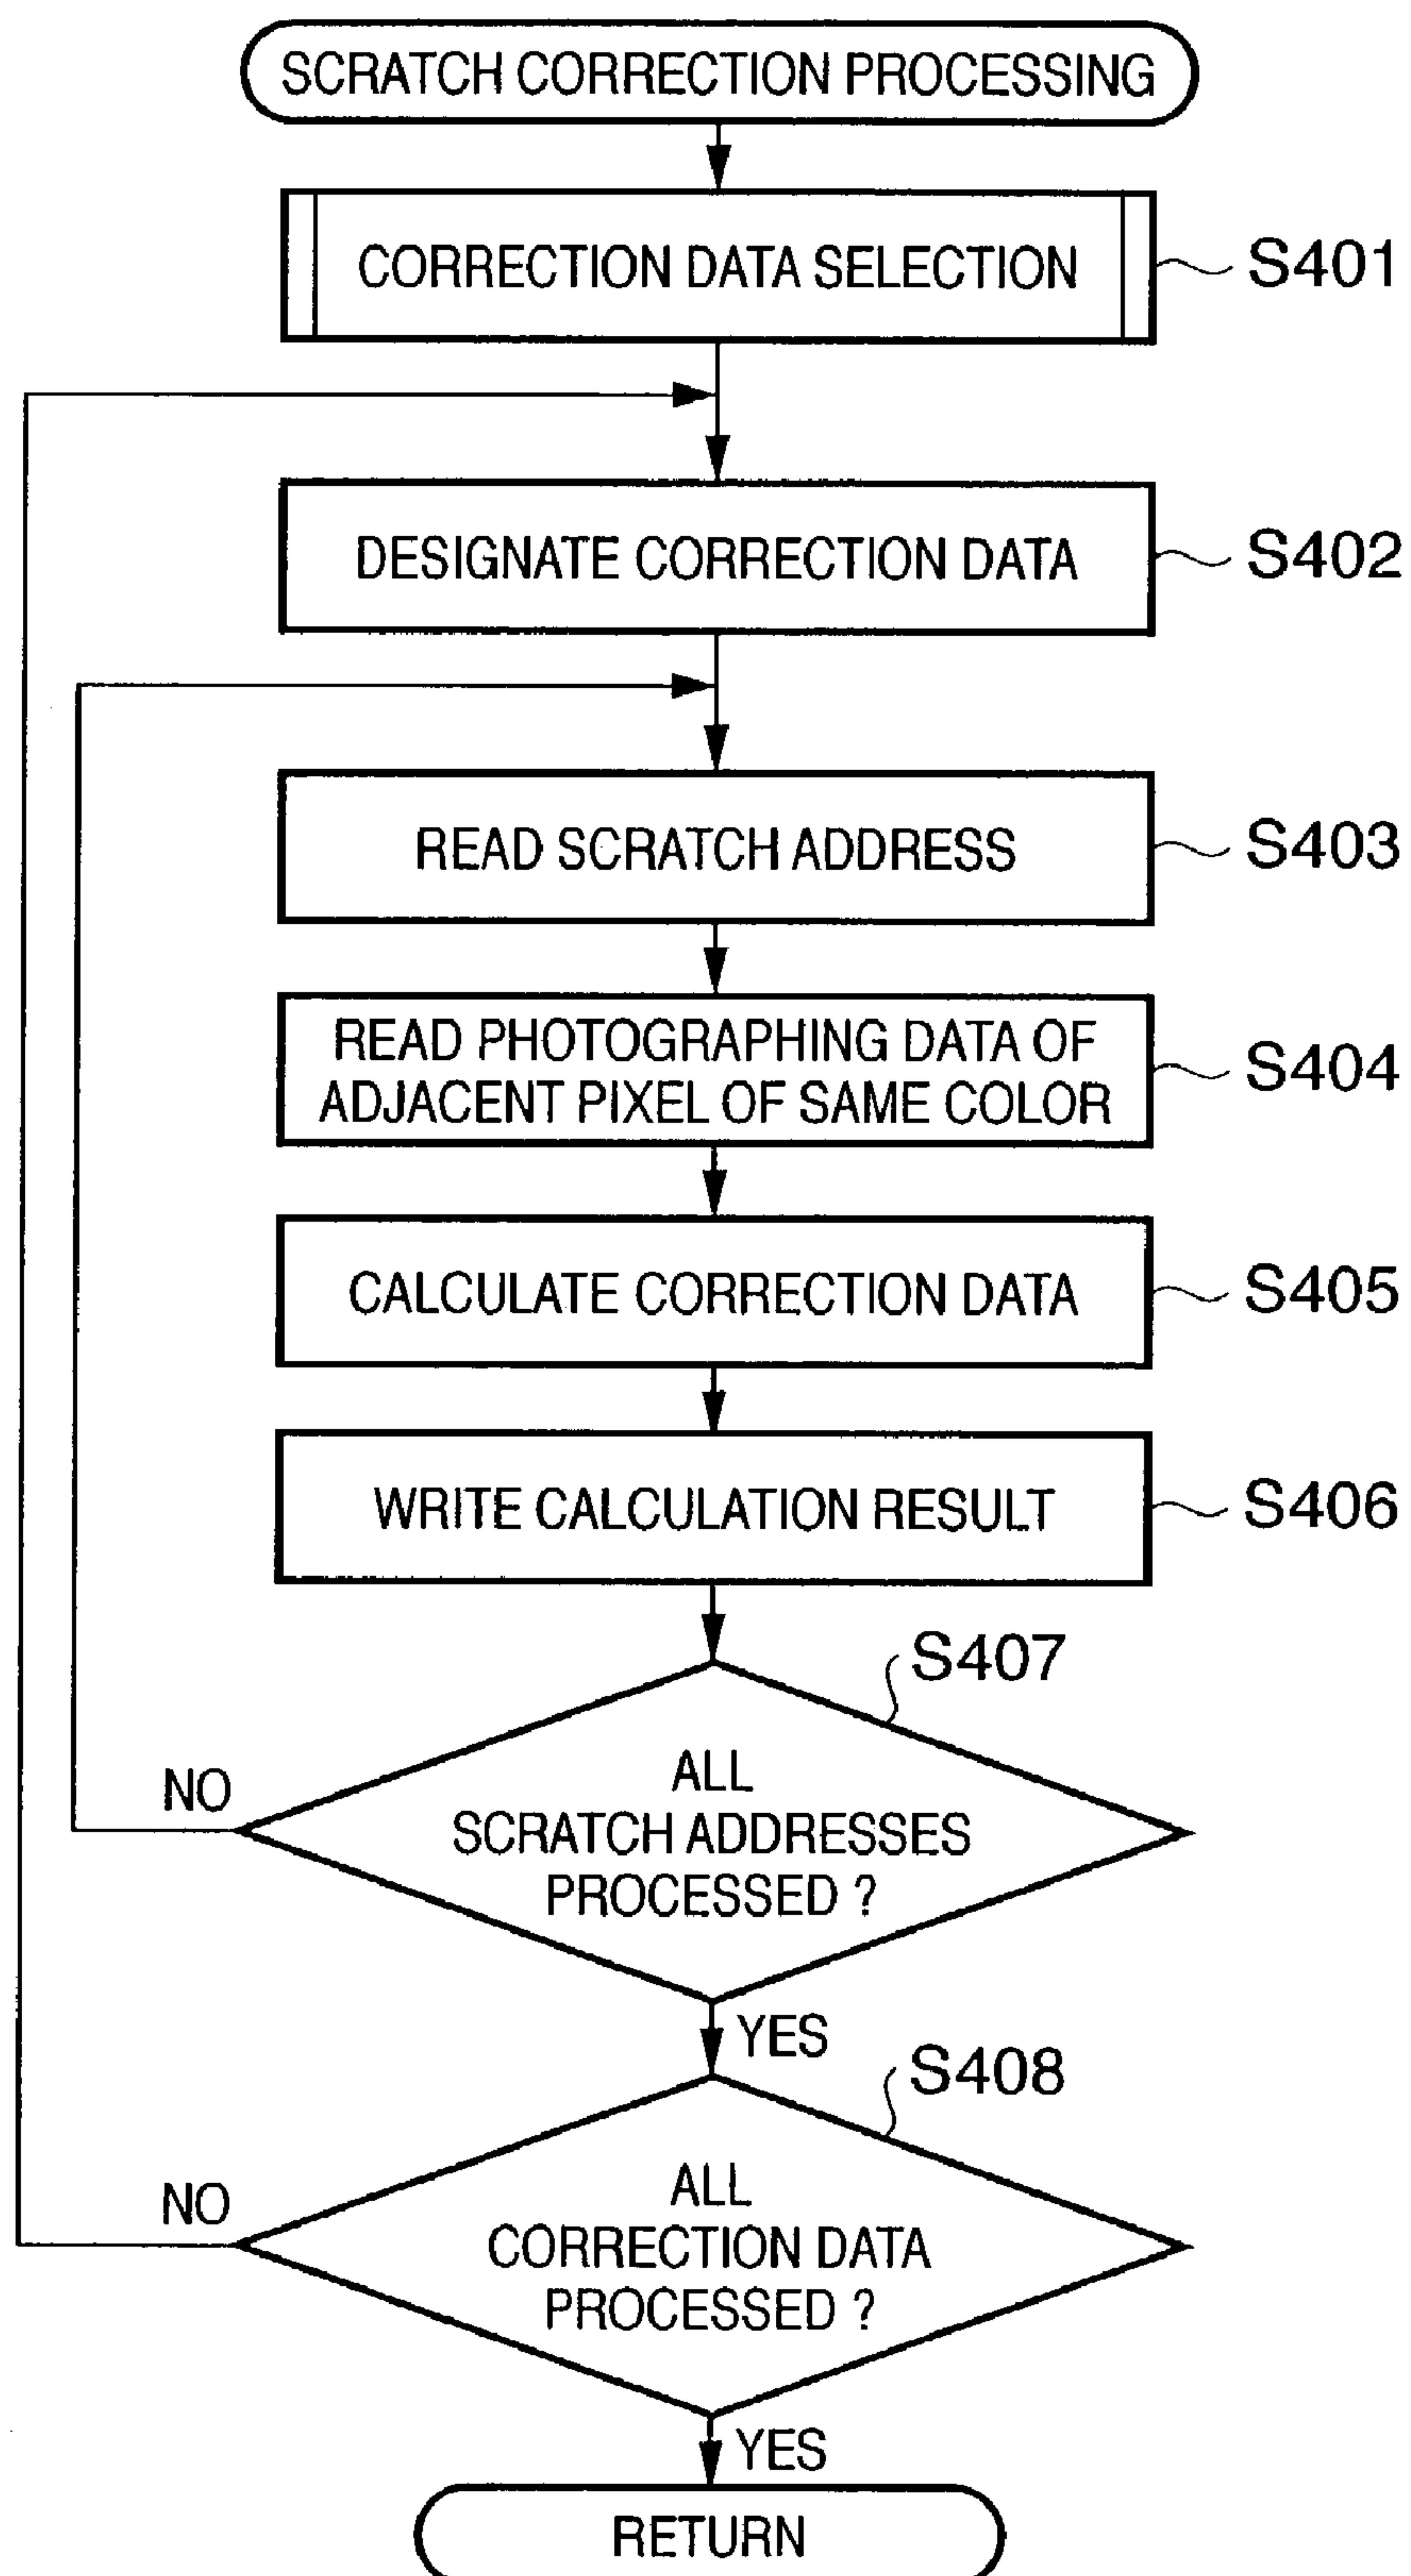 SCRATCH CORRECTION PROCESSING
CORRECTION DATA SELECTION
S401
DESIGNATE CORRECTION DATA
S402
READ SCRATCH ADDRESS
S403
READ PHOTOGRAPHING DATA OF
ADJACENT PIXEL OF SAME COLOR
S404
CALCULATE CORRECTION DATA
S405
WRITE CALCULATION RESULT
S406
S407
ALL
SCRATCH ADDRESSES
PROCESSED ?
NO
YES
S408
ALL
CORRECTION DATA
PROCESSED ?
NO
YES
RETURN